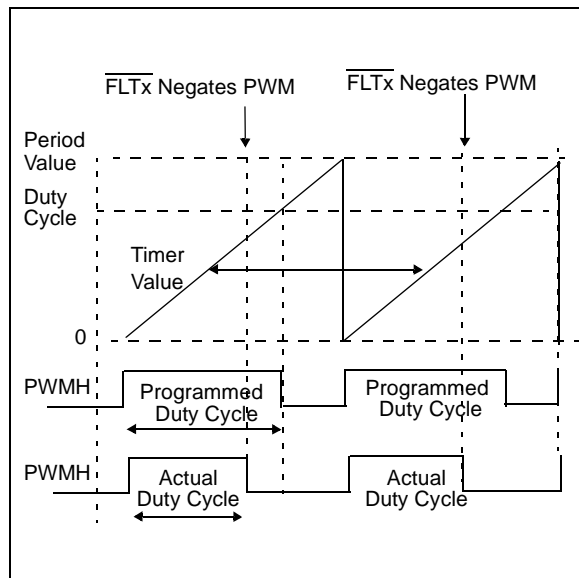 FLTx Negates PWM
FLTx Negates PWM
Period
Value
Duty
Cycle
Timer
Value
0
PWMH
Programmed
Duty Cycle
Programmed
Duty Cycle
PWMH
Actual
Duty Cycle
Actual
Duty Cycle